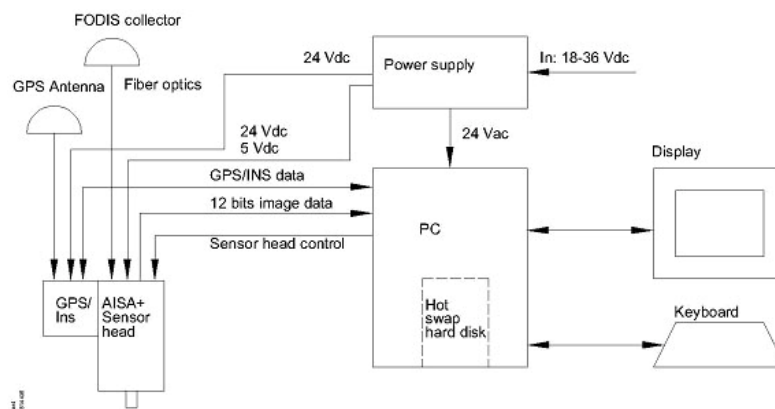 FODIS collector
24 Vdc
Power supply
In: 18-36 Vdc
GPS Antenna
Fiber optics
24 Vdc
5 Vdc
24 Vac
Display
GPS/INS data
12 bits image data
PC
Sensor head control
GPS/
Ins
AISA+
Sensor
head
Hot
swap
hard disk
Keyboard